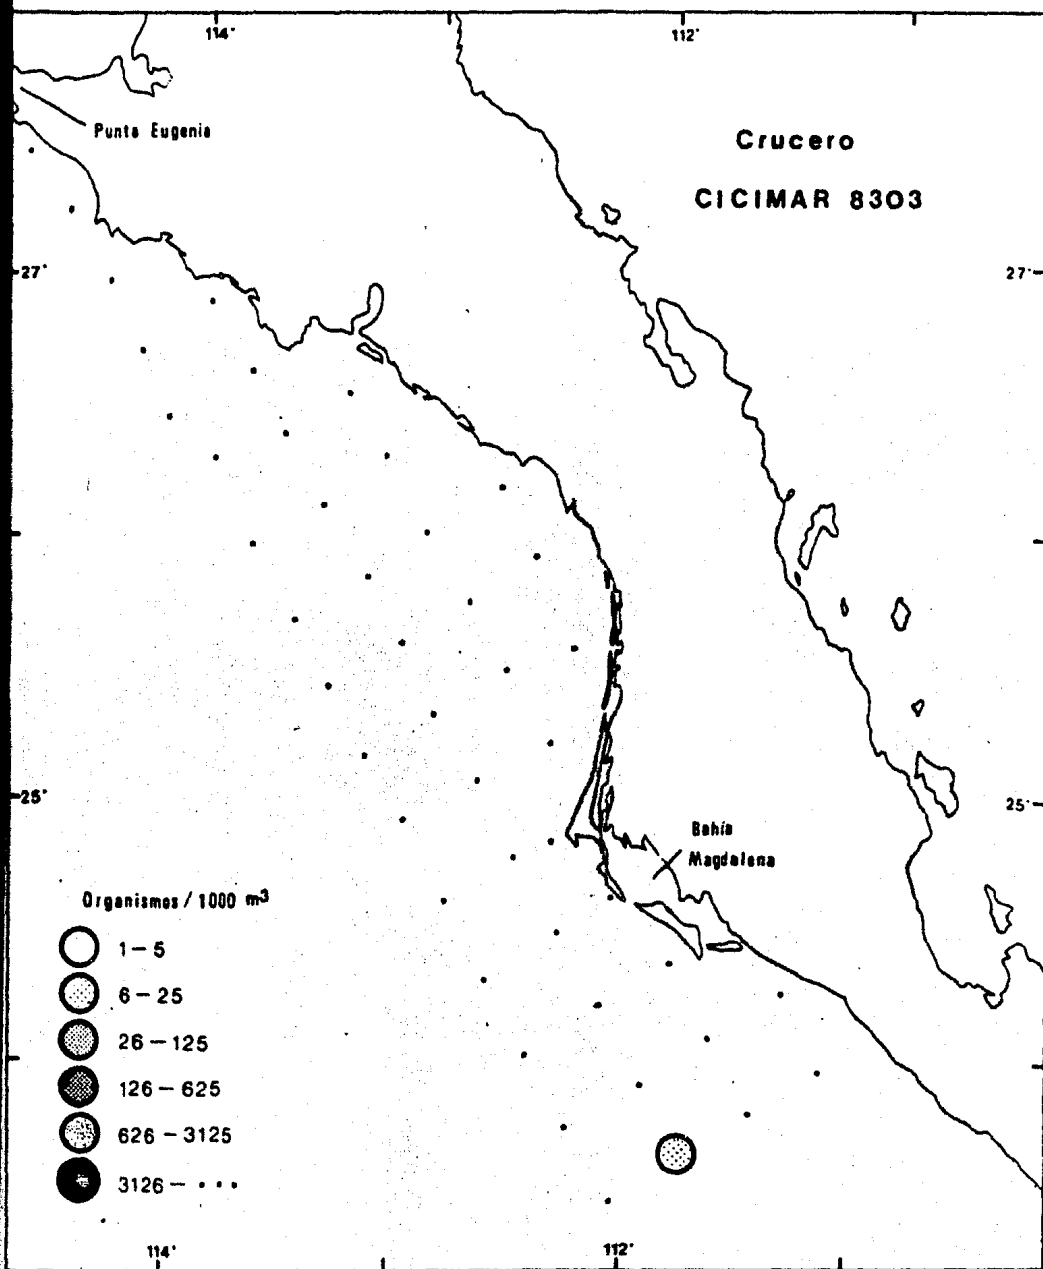 114° 112°
Punta Eugenia
Crucero
CICIMAR 8303
27° 27°
25° 25°
Bahía
Magdalena
Organismos / 1000 m³
1 – 5
6 – 25
26 – 125
126 – 625
626 – 3125
3126 – • • •
114° 112°